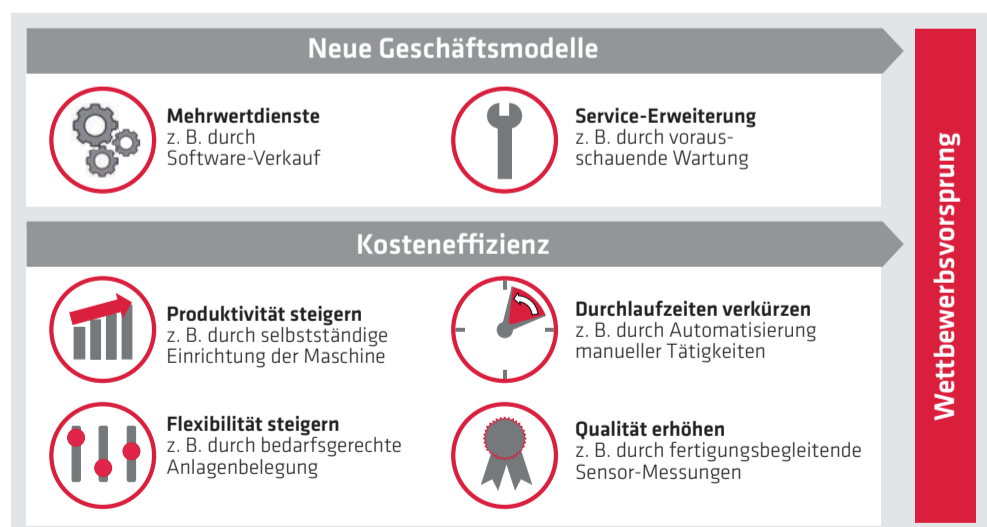 Neue Geschäftsmodelle
Mehrwertdienste
z. B. durch
Software-Verkauf
Service-Erweiterung
z. B. durch voraus-
schauende Wartung
Kosteneffizienz
Produktivität steigern
z. B. durch selbstständige
Einrichtung der Maschine
Durchlaufzeiten verkürzen
z. B. durch Automatisierung
manueller Tätigkeiten
Flexibilität steigern
z. B. durch bedarfsgerechte
Anlagenbelegung
Qualität erhöhen
z. B. durch fertigungsbegleitende
Sensor-Messungen
Wettbewerbsvorsprung